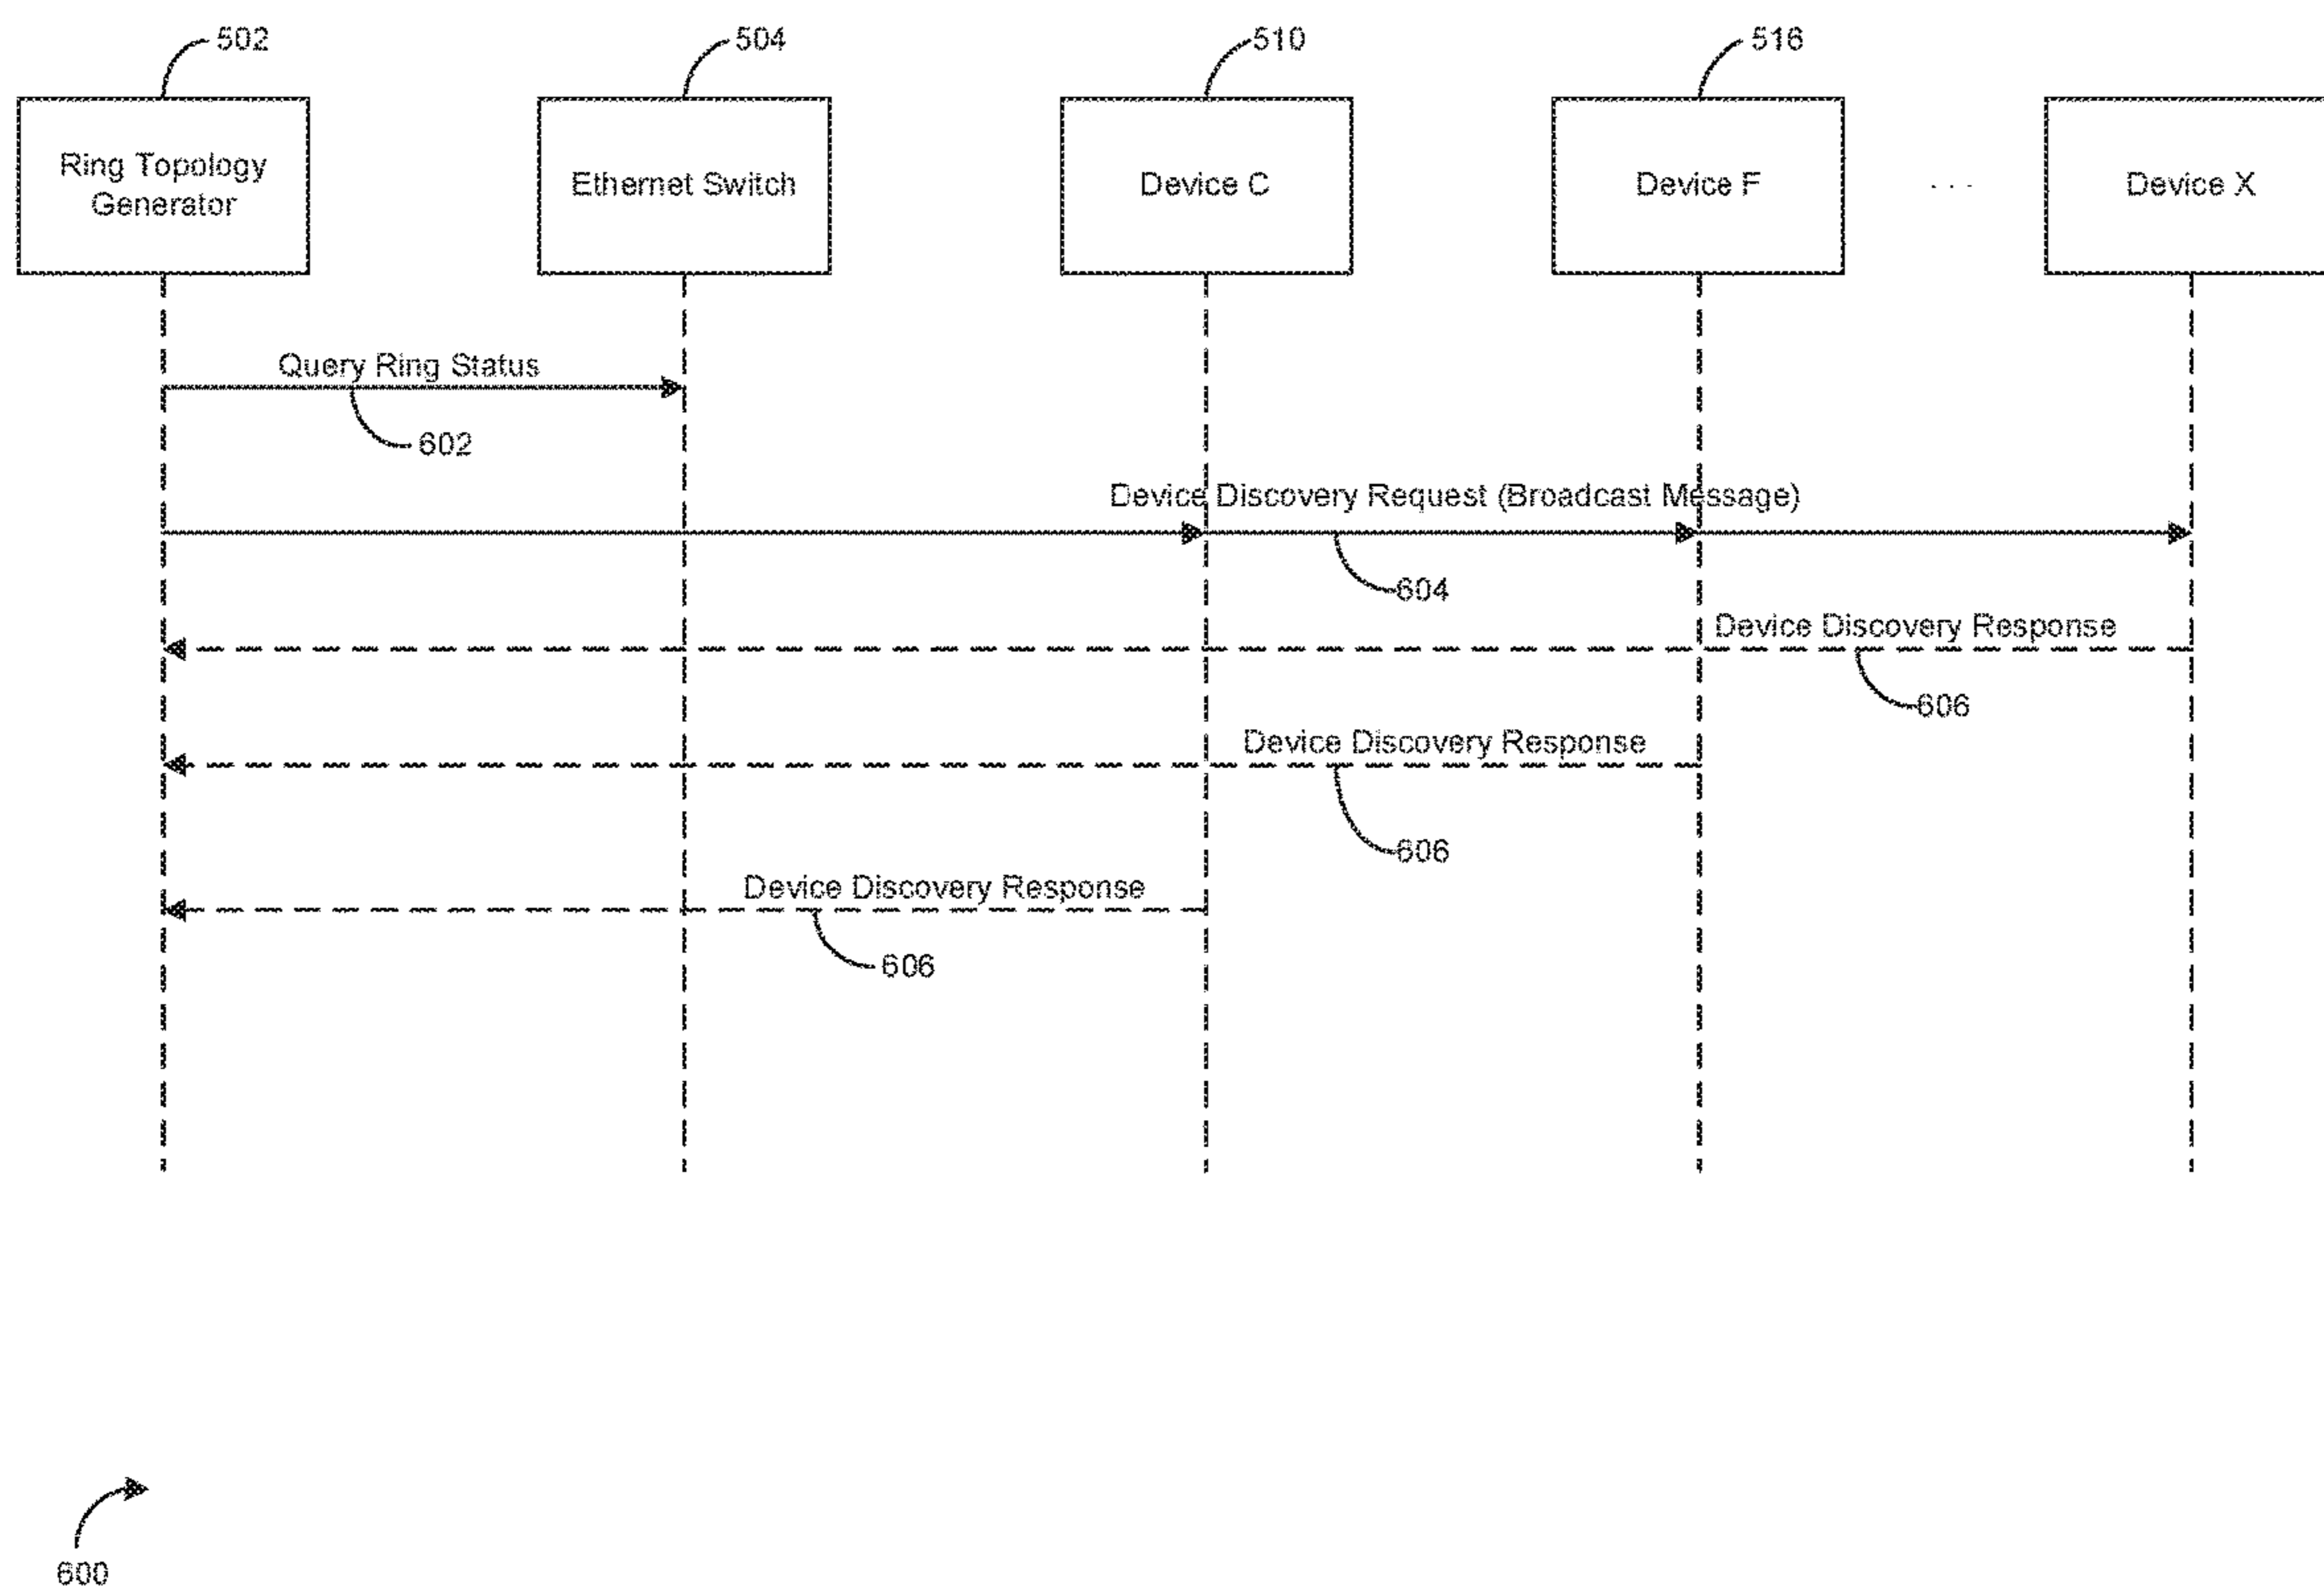 502
504
510
516
Ring Topology
Generator
Ethernet Switch
Device C
Device F
. . .
Device X
Query Ring Status
602
Device Discovery Request (Broadcast Message)
604
Device Discovery Response
606
Device Discovery Response
606
Device Discovery Response
606
600